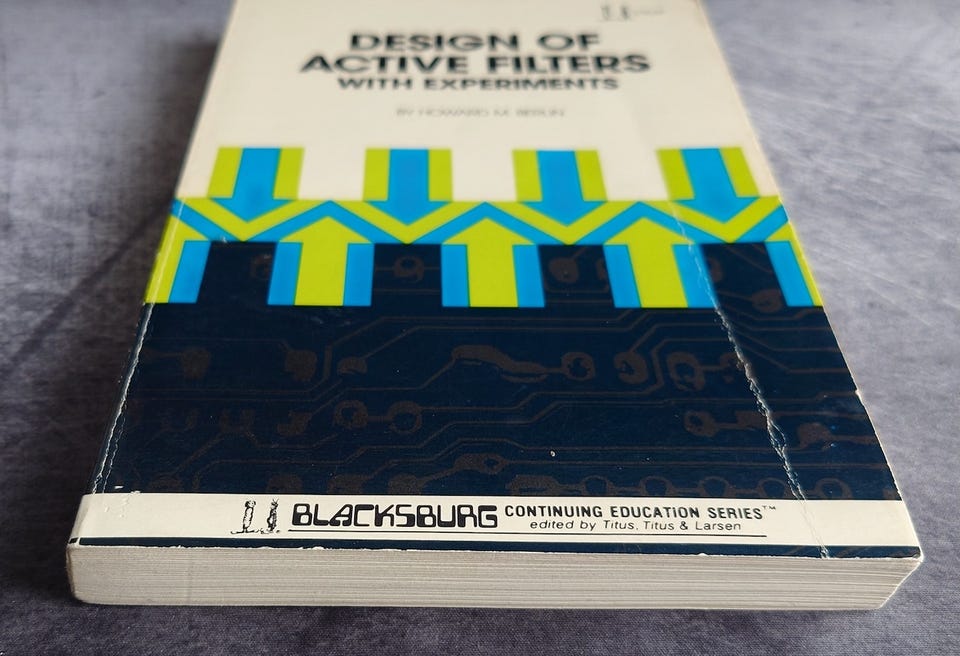 DESIGN OF
ACTIVE FILTERS
WITH EXPERIMENTS
BY HOWARD M. BERLIN
BLACKSBURG CONTINUING EDUCATION SERIES™
edited by Titus, Titus & Larsen